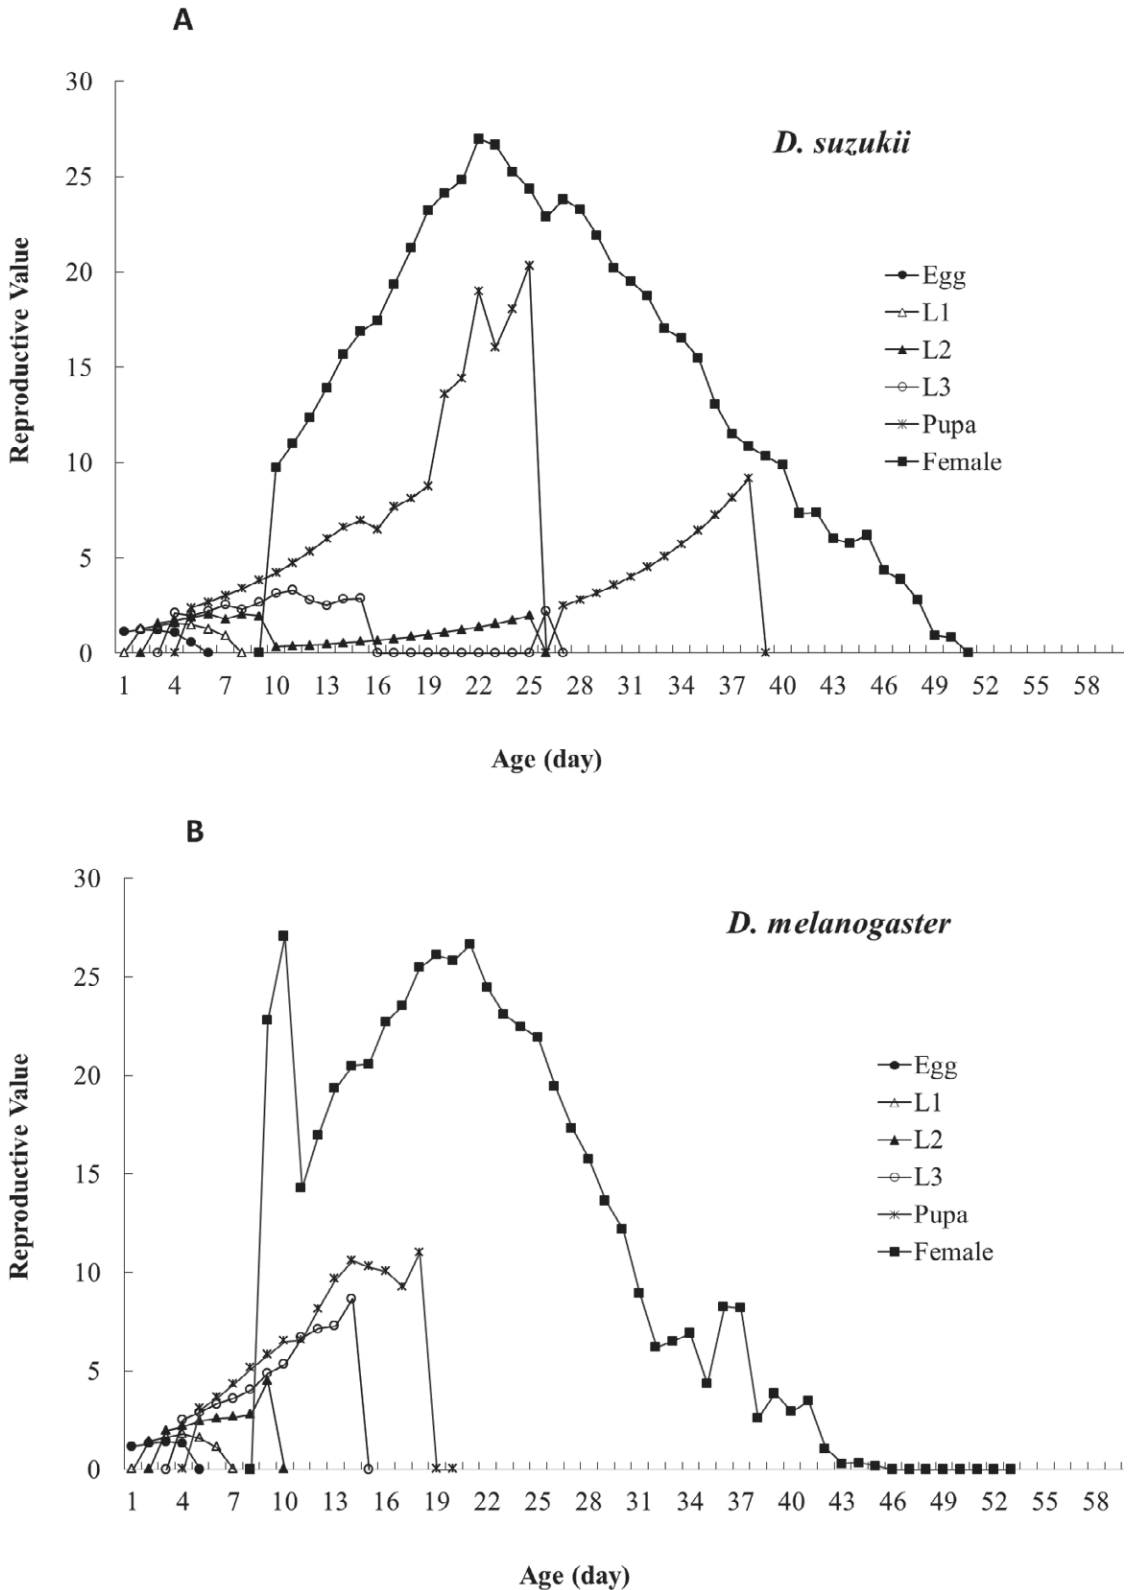 A
30
25
20
15
10
5
0
Reproductive Value
D. suzukii
Egg
L1
L2
L3
Pupa
Female
1 4 7 10 13 16 19 22 25 28 31 34 37 40 43 46 49 52 55 58
Age (day)
B
30
25
20
15
10
5
0
Reproductive Value
D. melanogaster
Egg
L1
L2
L3
Pupa
Female
1 4 7 10 13 16 19 22 25 28 31 34 37 40 43 46 49 52 55 58
Age (day)